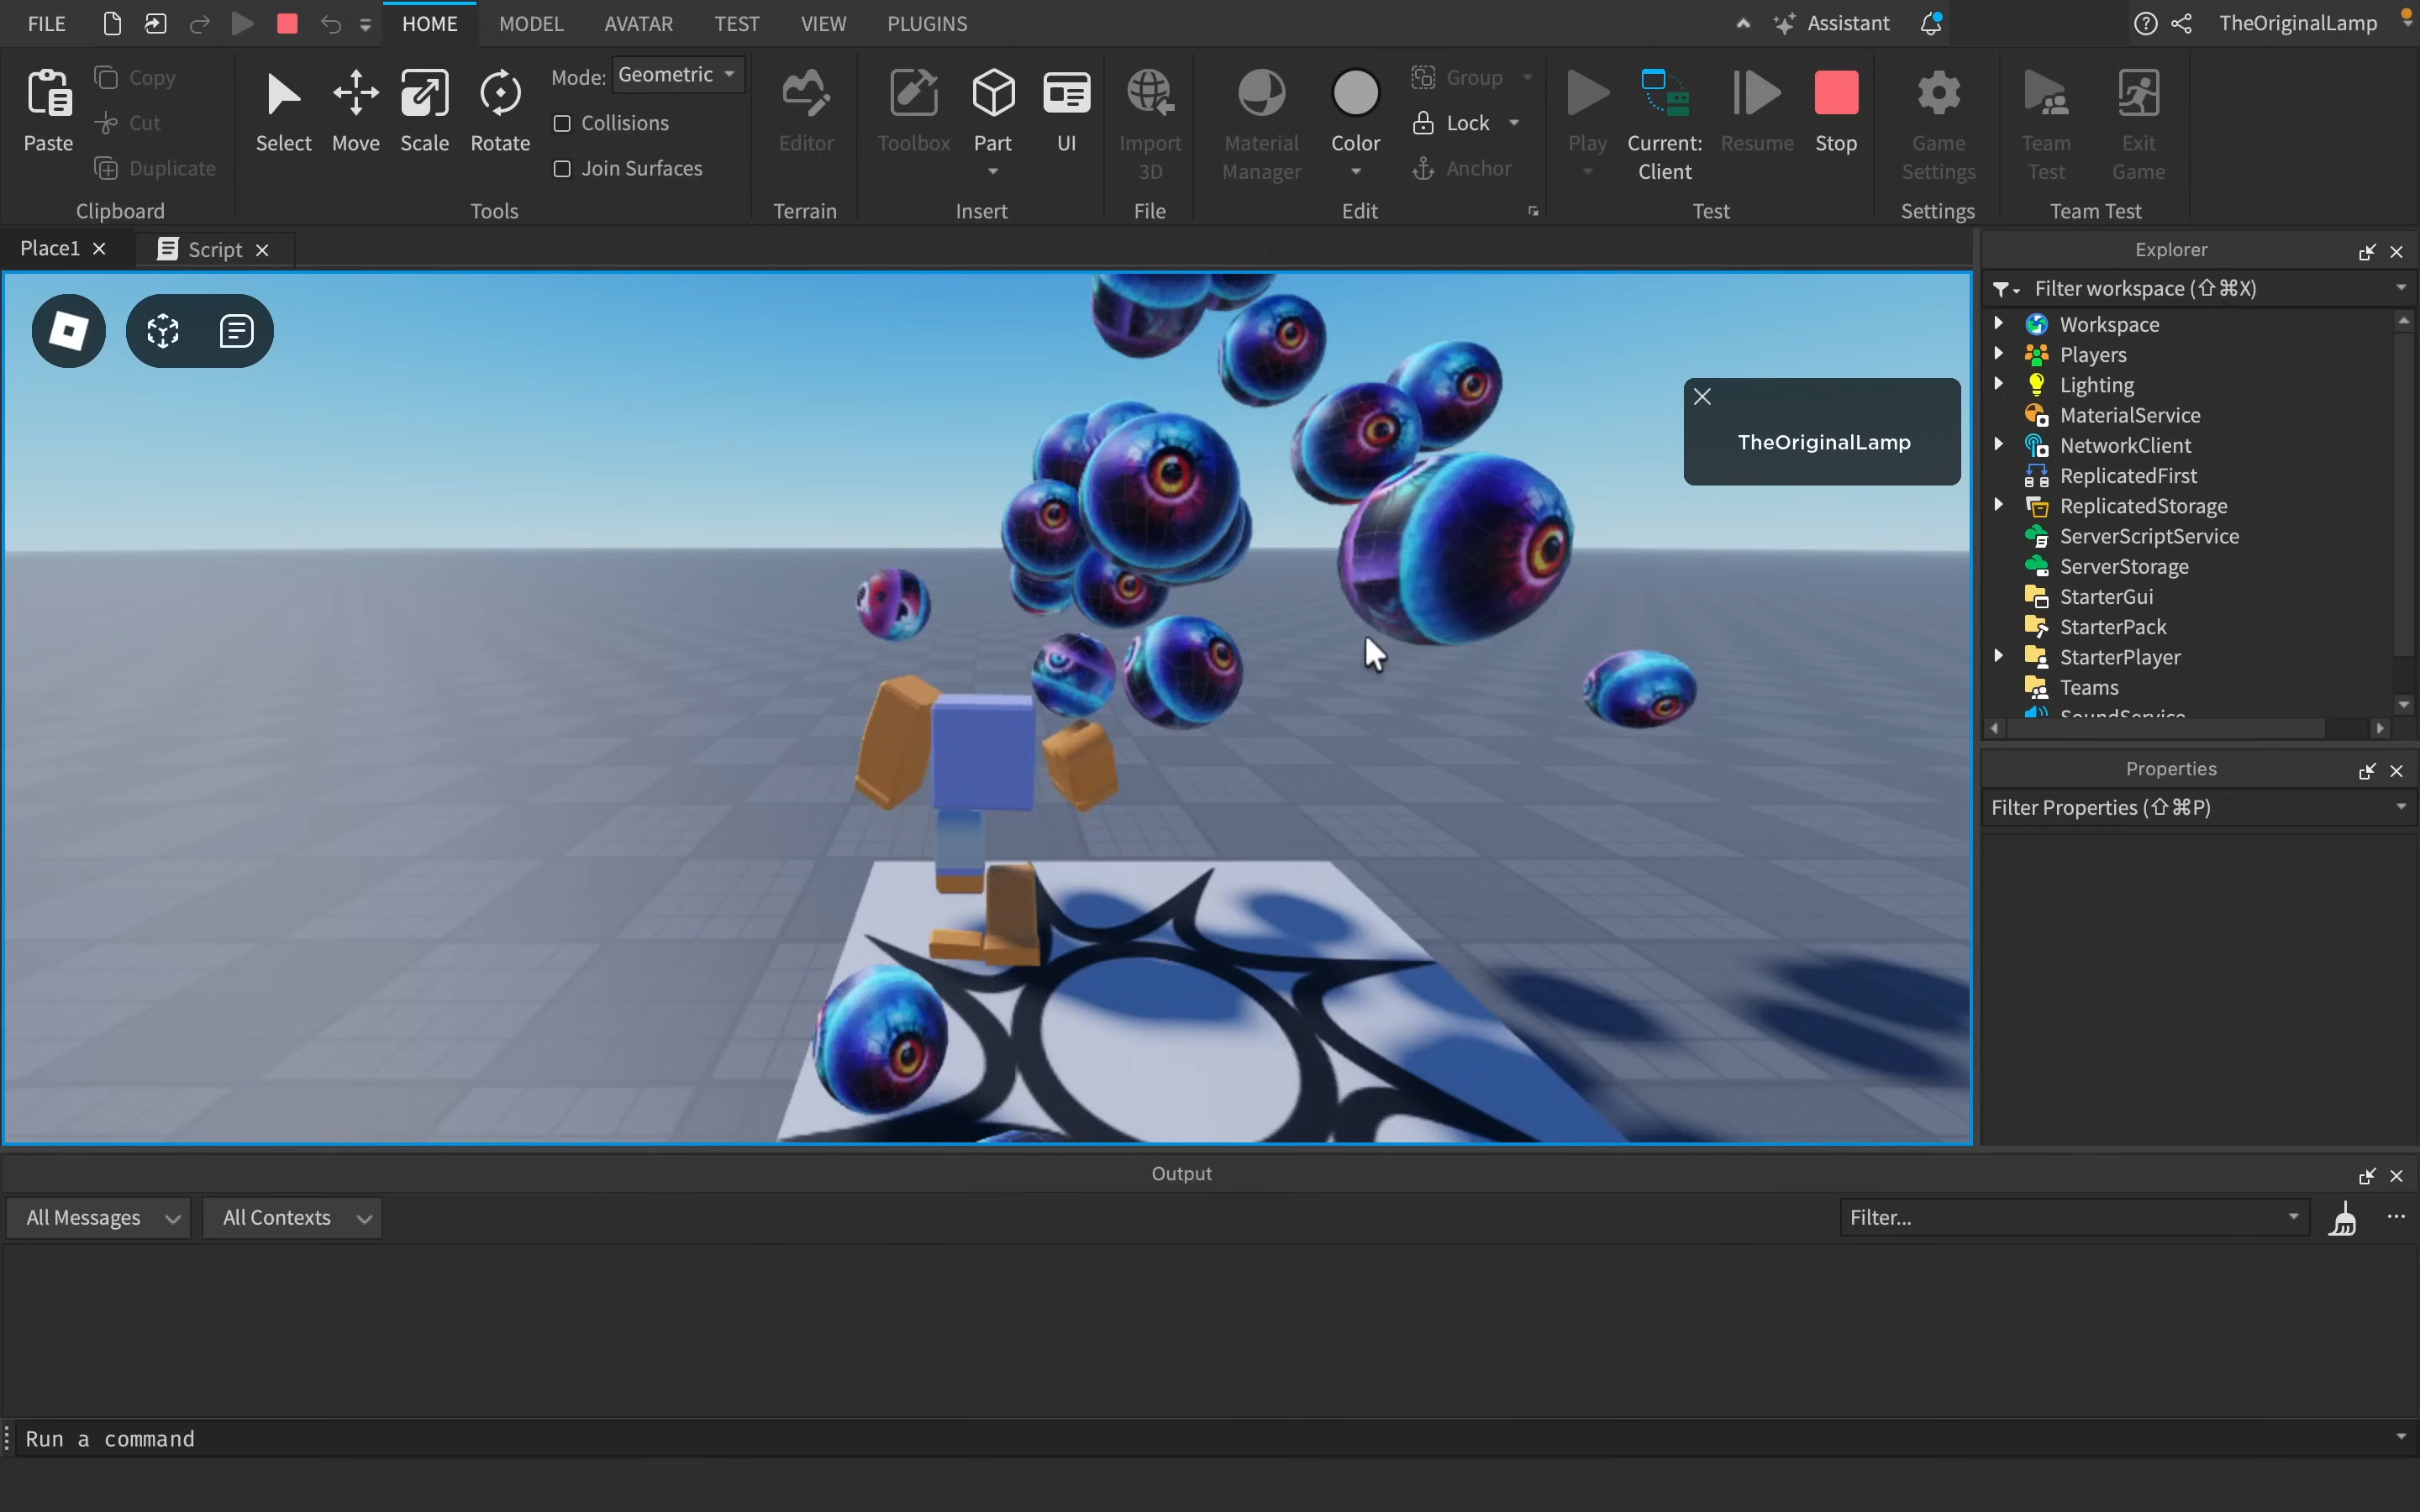 FILE HOME MODEL AVATAR TEST VIEW PLUGINS Assistant TheOriginalLamp
Paste Copy Cut Duplicate
Clipboard
Select Move Scale Rotate
Mode: Geometric
Collisions
Join Surfaces
Tools
Editor
Terrain
Toolbox Part UI
Insert
Import
3D
File
Material
Manager
Color
Group
Lock
Anchor
Edit
Play
Current:
Client
Resume Stop
Test
Game
Settings
Settings
Team
Test
Exit
Game
Team Test
Place1 Script
TheOriginalLamp
Explorer
Filter workspace (⇧⌘X)
Workspace
Players
Lighting
MaterialService
NetworkClient
ReplicatedFirst
ReplicatedStorage
ServerScriptService
ServerStorage
StarterGui
StarterPack
StarterPlayer
Teams
SoundService
Properties
Filter Properties (⇧⌘P)
Output
All Messages All Contexts Filter...
Run a command